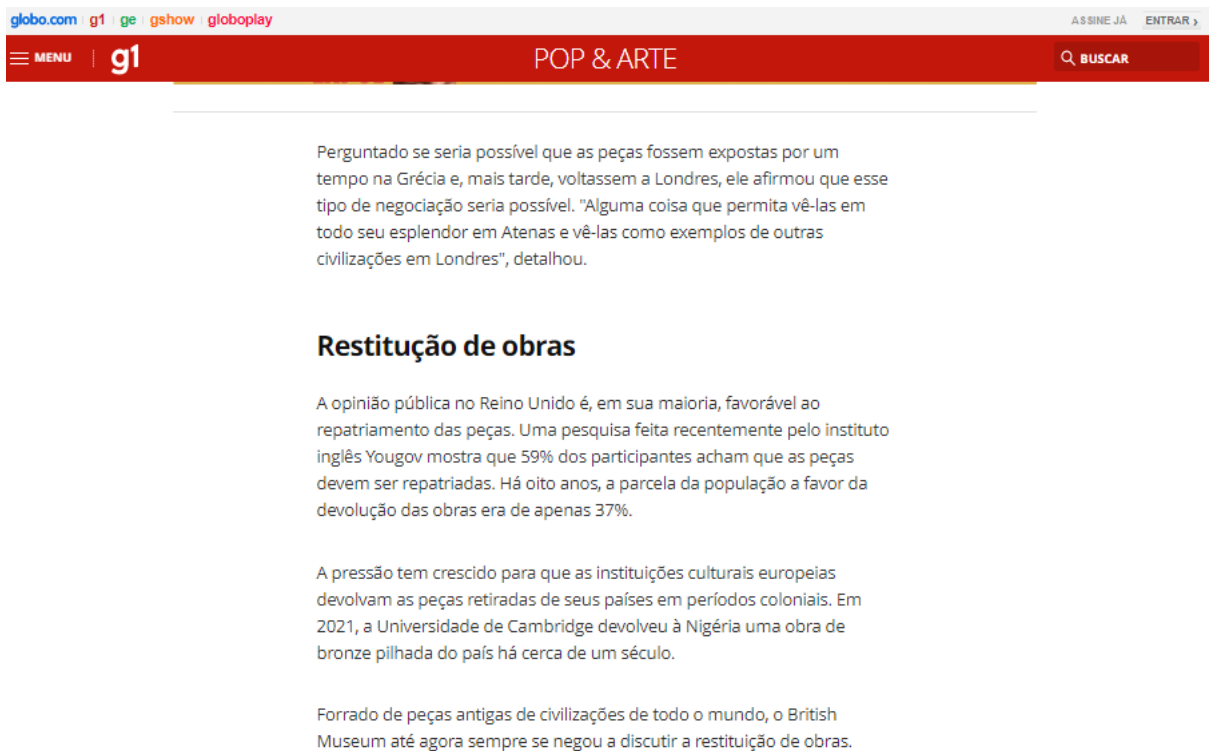 globo.com g1 ge gshow globoplay ASSINE JÁ ENTRAR ›
MENU g1 POP & ARTE BUSCAR
Perguntado se seria possível que as peças fossem expostas por um
tempo na Grécia e, mais tarde, voltassem a Londres, ele afirmou que esse
tipo de negociação seria possível. "Alguma coisa que permita vê-las em
todo seu esplendor em Atenas e vê-las como exemplos de outras
civilizações em Londres", detalhou.
Restitução de obras
A opinião pública no Reino Unido é, em sua maioria, favorável ao
repatriamento das peças. Uma pesquisa feita recentemente pelo instituto
inglês Yougov mostra que 59% dos participantes acham que as peças
devem ser repatriadas. Há oito anos, a parcela da população a favor da
devolução das obras era de apenas 37%.
A pressão tem crescido para que as instituições culturais europeias
devolvam as peças retiradas de seus países em períodos coloniais. Em
2021, a Universidade de Cambridge devolveu à Nigéria uma obra de
bronze pilhada do país há cerca de um século.
Forrado de peças antigas de civilizações de todo o mundo, o British
Museum até agora sempre se negou a discutir a restituição de obras.